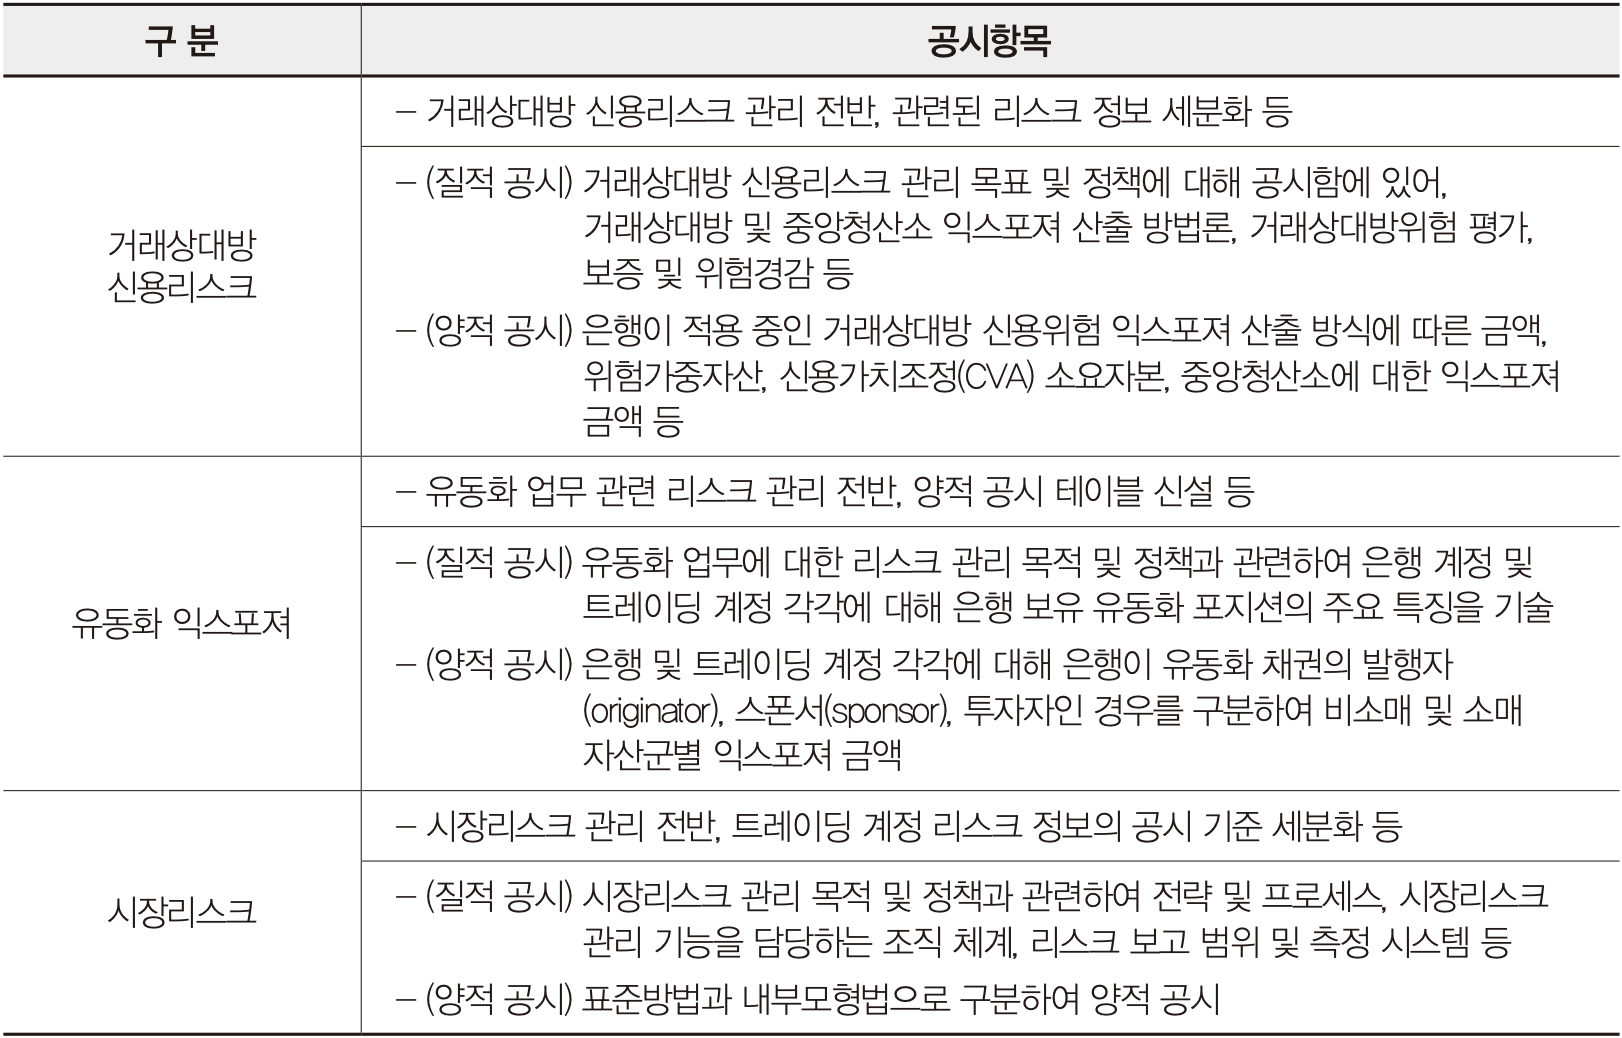 구 분
공시항목
거래상대방
신용리스크
– 거래상대방 신용리스크 관리 전반, 관련된 리스크 정보 세분화 등
– (질적 공시) 거래상대방 신용리스크 관리 목표 및 정책에 대해 공시함에 있어,
거래상대방 및 중앙청산소 익스포져 산출 방법론, 거래상대방위험 평가,
보증 및 위험경감 등
– (양적 공시) 은행이 적용 중인 거래상대방 신용위험 익스포져 산출 방식에 따른 금액,
위험가중자산, 신용가치조정(CVA) 소요자본, 중앙청산소에 대한 익스포져
금액 등
유동화 익스포져
– 유동화 업무 관련 리스크 관리 전반, 양적 공시 테이블 신설 등
– (질적 공시) 유동화 업무에 대한 리스크 관리 목적 및 정책과 관련하여 은행 계정 및
트레이딩 계정 각각에 대해 은행 보유 유동화 포지션의 주요 특징을 기술
– (양적 공시) 은행 및 트레이딩 계정 각각에 대해 은행이 유동화 채권의 발행자
(originator), 스폰서(sponsor), 투자자인 경우를 구분하여 비소매 및 소매
자산군별 익스포져 금액
시장리스크
– 시장리스크 관리 전반, 트레이딩 계정 리스크 정보의 공시 기준 세분화 등
– (질적 공시) 시장리스크 관리 목적 및 정책과 관련하여 전략 및 프로세스, 시장리스크
관리 기능을 담당하는 조직 체계, 리스크 보고 범위 및 측정 시스템 등
– (양적 공시) 표준방법과 내부모형법으로 구분하여 양적 공시